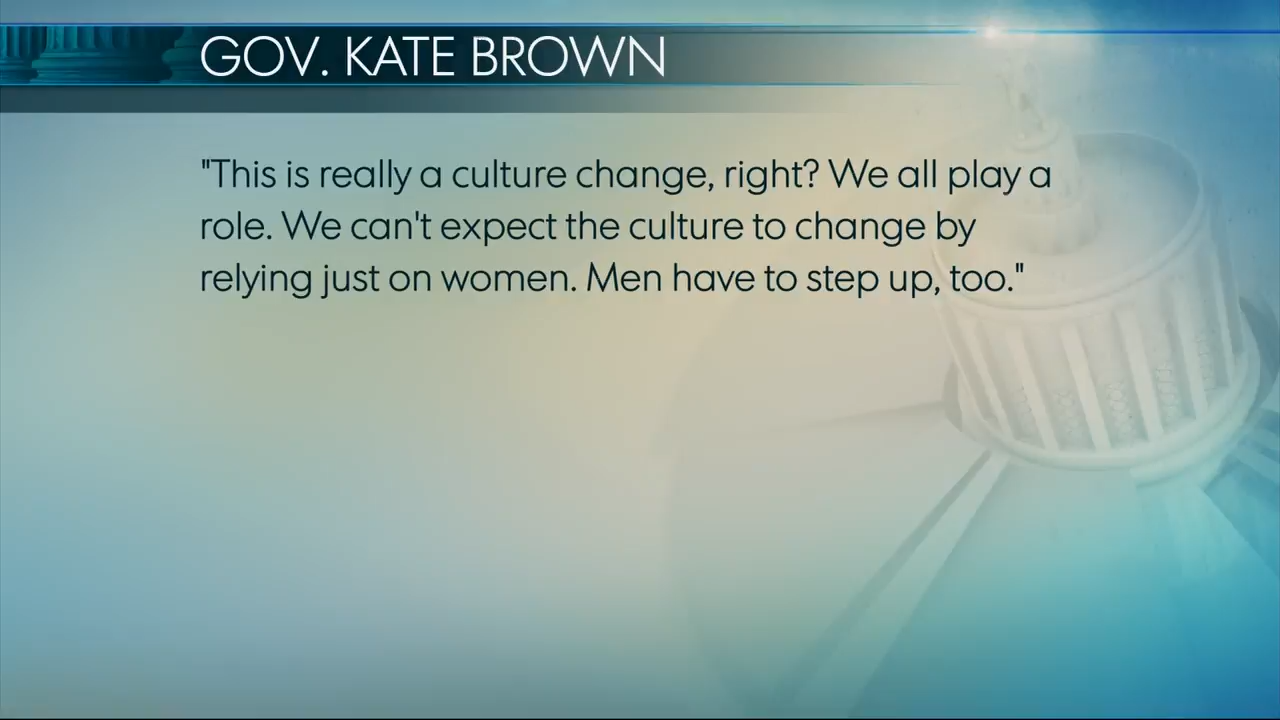 GOV. KATE BROWN
"This is really a culture change, right? We all play a
role. We can't expect the culture to change by
relying just on women. Men have to step up, too."